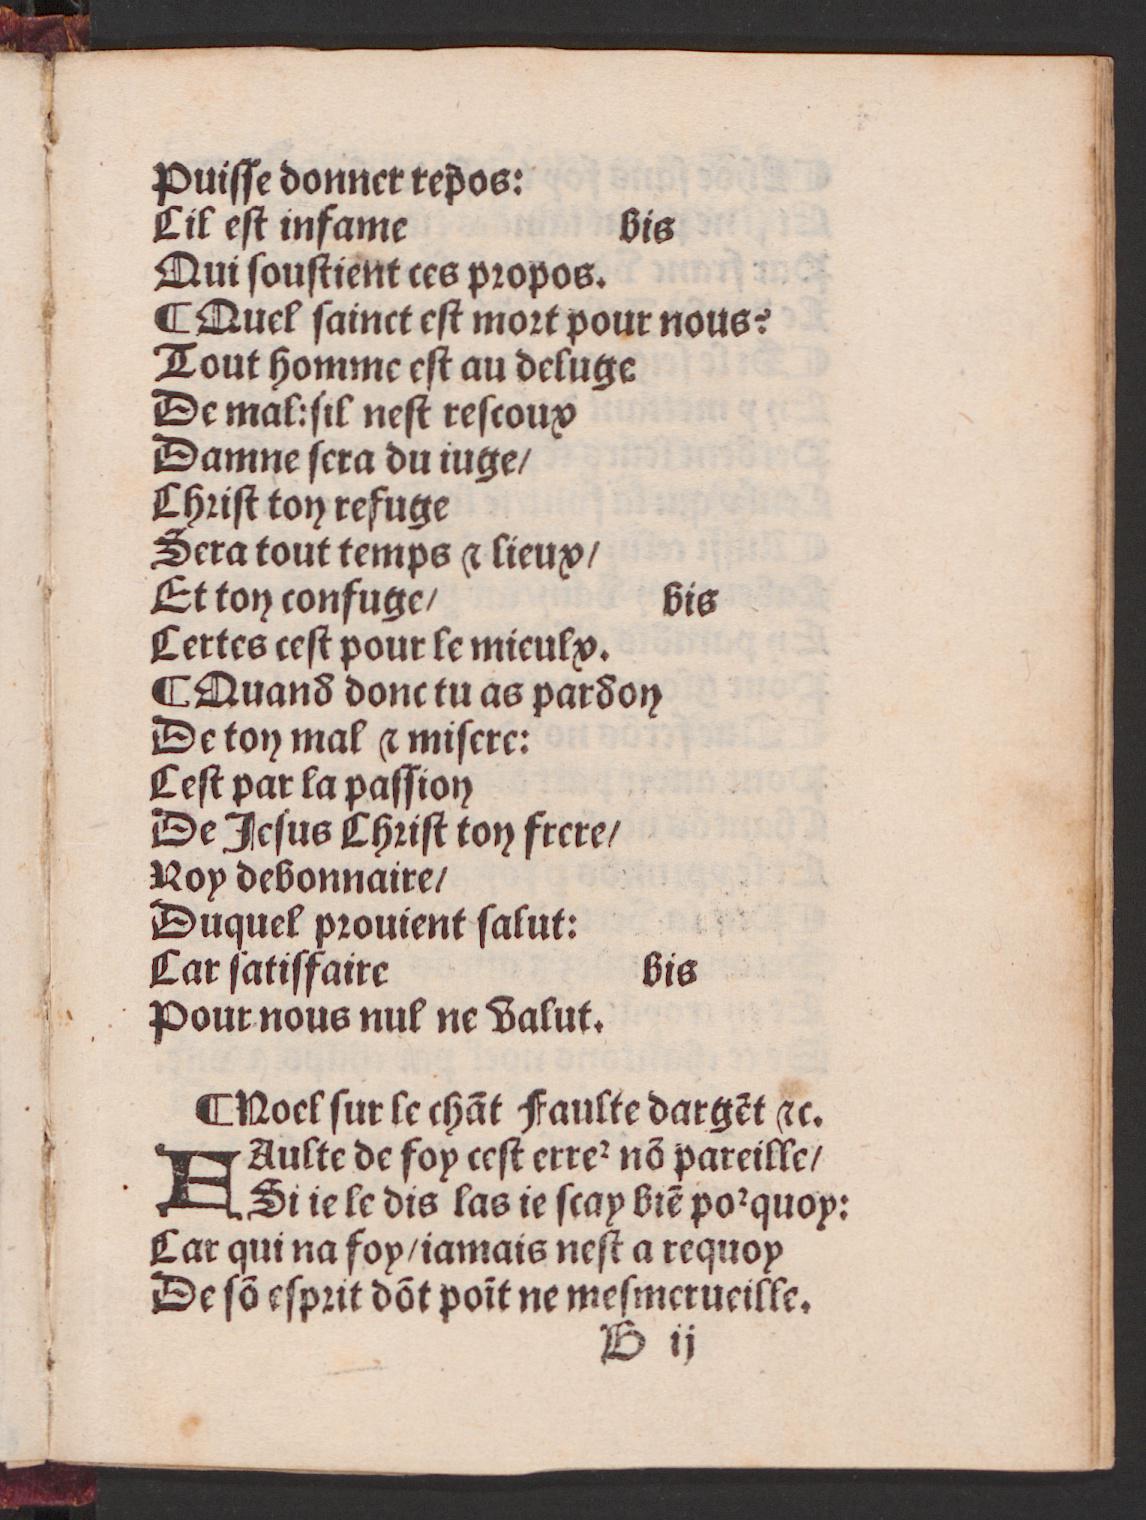 Puiſſe donner rep̃os:
Cil eſt infame bis
Qui ſouſtient ces propos.
¶Quel ſainct eſt mort pour nous?
Tout homme eſt au deluge
De mal:ſil neſt reſcoux
Damne ſera du iuge/
Chriſt ton refuge
Sera tout temps ⁊ lieux/
Et ton confuge/ bis
Certes ceſt pour le mieulx.
¶Quand donc tu as pardon
De ton mal ⁊ miſere:
Ceſt par la paſſion
De Jeſus Chriſt ton frere/
Roy debonnaire/
Duquel prouient ſalut:
Car ſatiſfaire bis
Pour nous nul ne valut.
¶Noel ſur le chãt Faulte dargẽt ⁊c.
FAulte de foy ceſt erreꝛ nõ pareille/
Si ie le dis las ie ſcay biẽ poꝛquoy:
Car qui na foy/iamais neſt a requoy
De ſõ eſprit dõt poĩt ne meſmerueille.
B ij